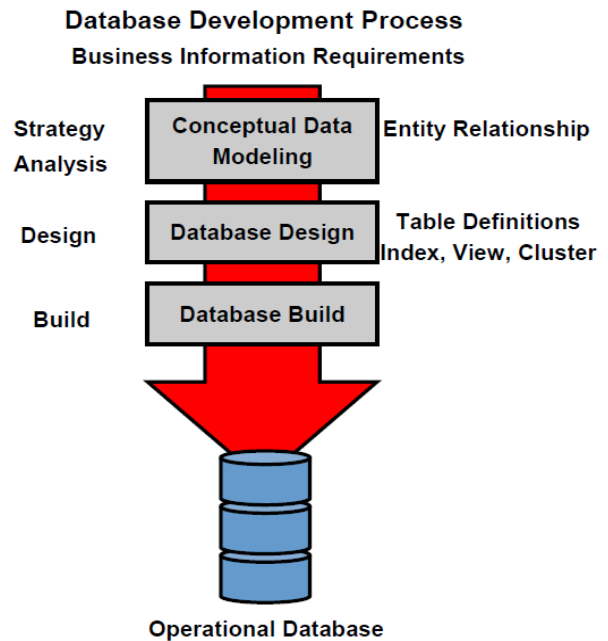 Database Development Process
Business Information Requirements
Strategy
Analysis
Conceptual Data
Modeling
Entity Relationship
Design
Database Design
Table Definitions
Index, View, Cluster
Build
Database Build
Operational Database